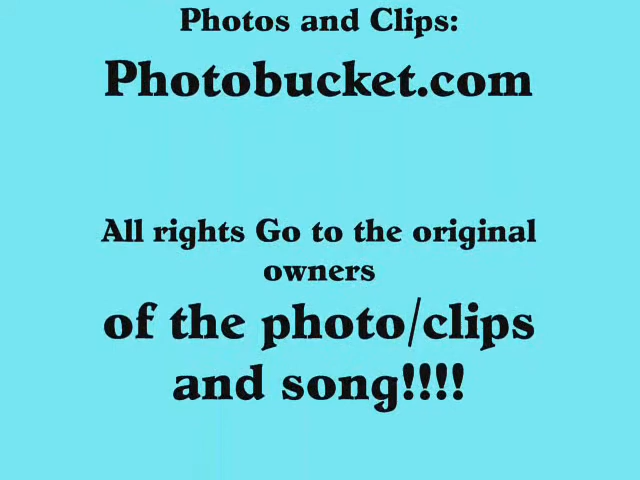 Photos and Clips:
Photobucket.com
All rights Go to the original
owners
of the photo/clips
and song!!!!